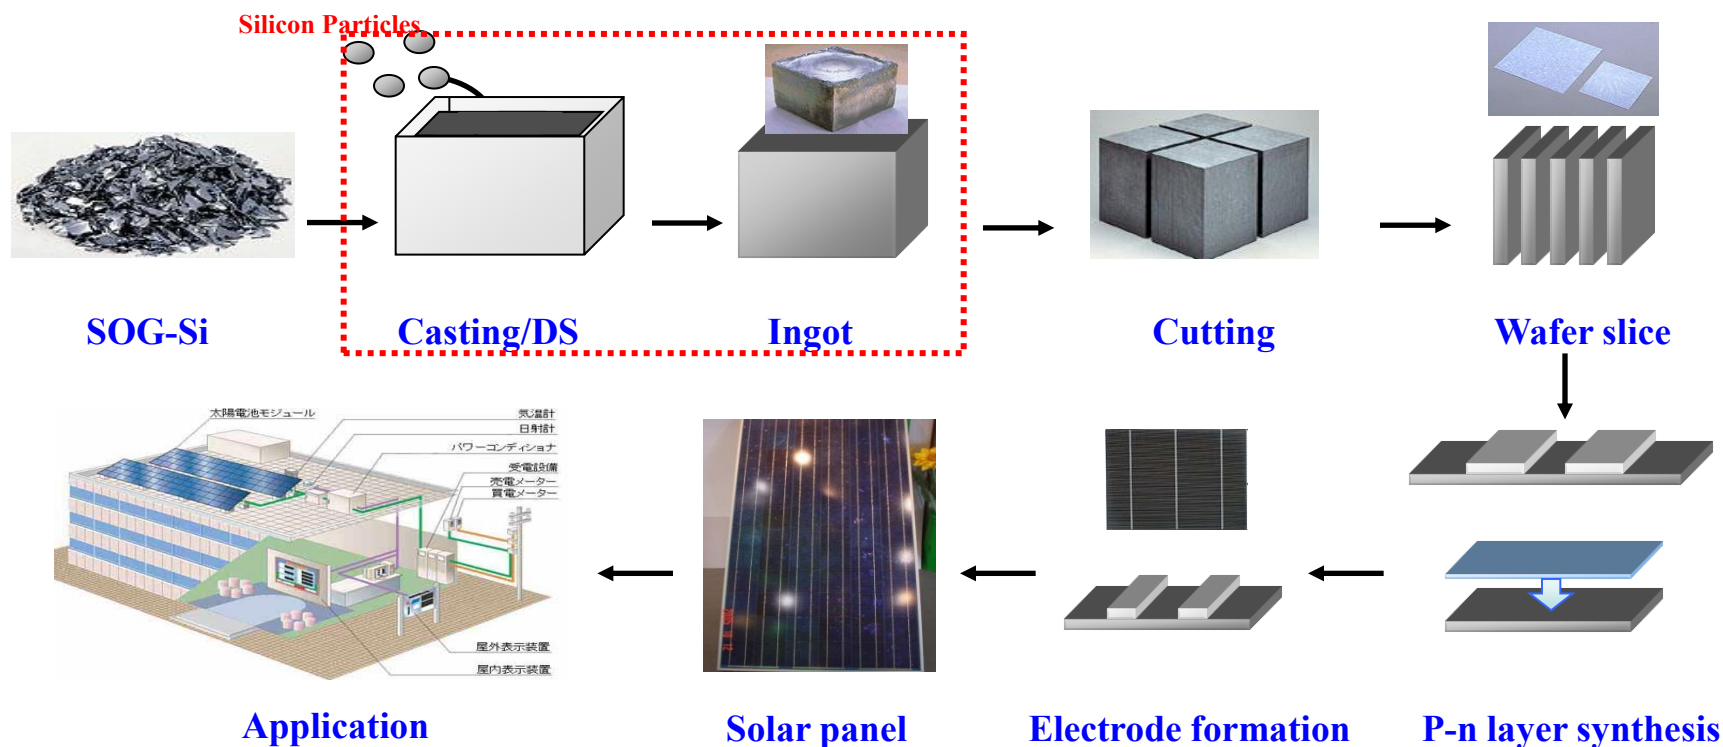 Silicon Particles
SOG-Si
Casting/DS
Ingot
Cutting
Wafer slice
太陽電池モジュール
気温計
日射計
パワーコンディショナ
受電設備
売電メーター
買電メーター
屋外表示装置
屋内表示装置
Application
Solar panel
Electrode formation
P-n layer synthesis